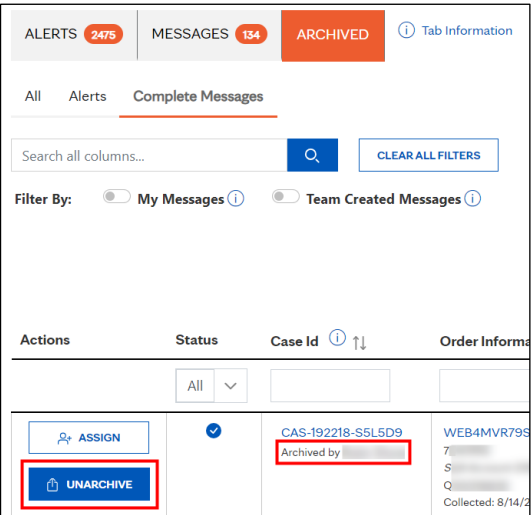 ALERTS 2475 MESSAGES 134 ARCHIVED Tab Information
All Alerts Complete Messages
Search all columns... CLEAR ALL FILTERS
Filter By: My Messages Team Created Messages
Actions Status Case Id Order Informa
All
ASSIGN CAS-192218-S5L5D9 WEB4MVR79S
Archived by 7
S
UNARCHIVE Q
Collected: 8/14/2